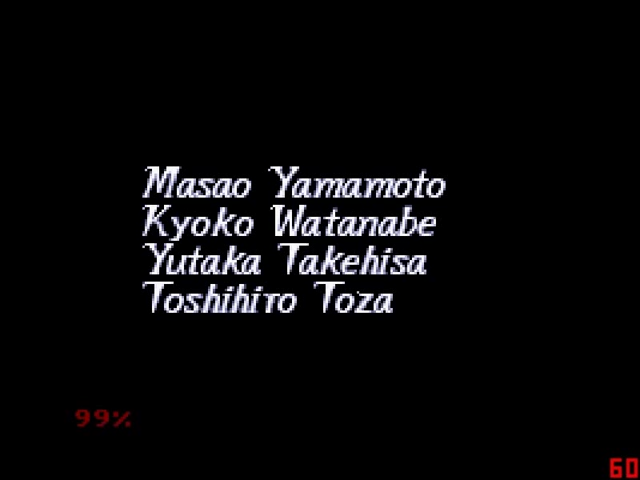 Masao Yamamoto
Kyoko Watanabe
Yutaka Takehisa
Toshihiro Toza
99%
60